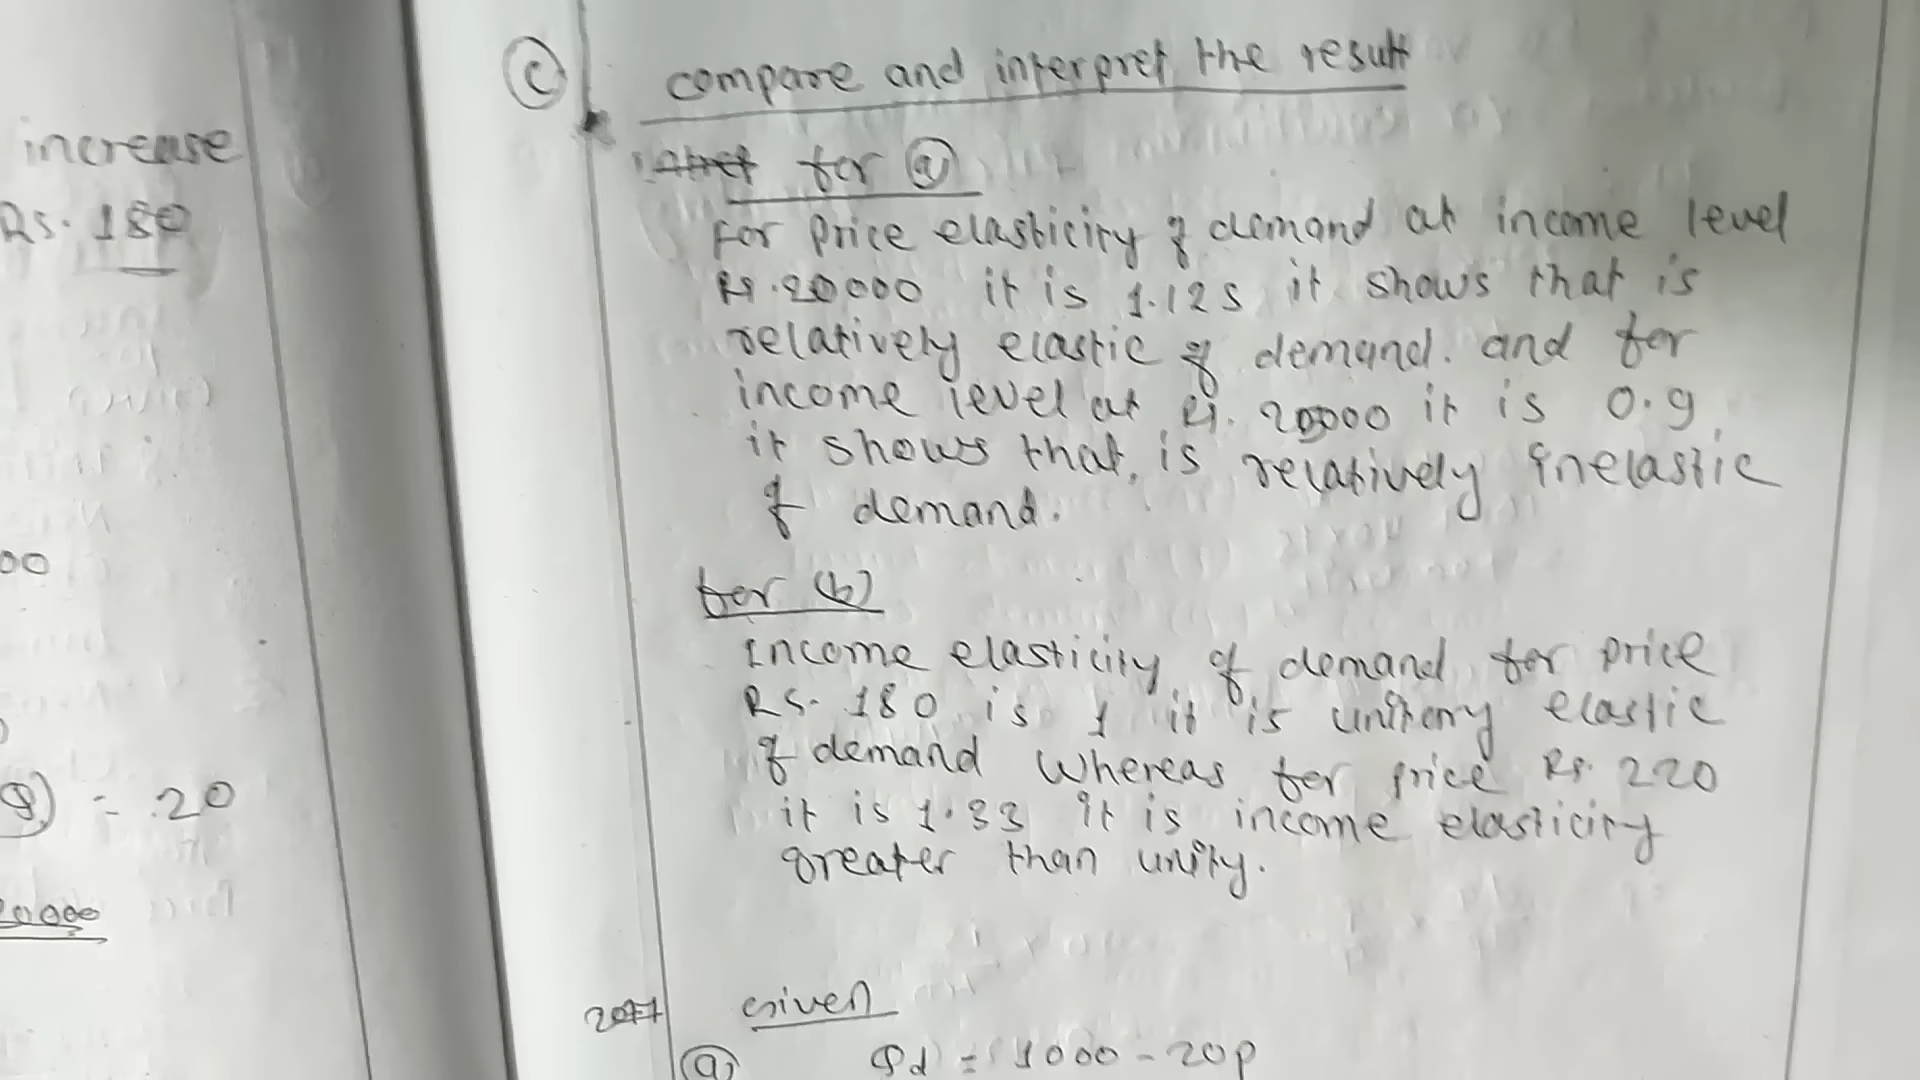 increase
Rs. 180
00
= 20
0000
(c) compare and interpret the result
for (a)
For price elasticity of demand at income level
Rs. 20000 it is 1.125 it shows that is
relatively elastic of demand. and for
income level at Rs. 20000 it is 0.9
it shows that, is relatively inelastic
of demand.
for (b)
Income elasticity of demand for price
Rs. 180 is 1 it is unitary elastic
of demand whereas for price Rs. 220
it is 1.33 it is income elasticity
greater than unity.
2077 Given
(a) Qd = 1000 - 20p